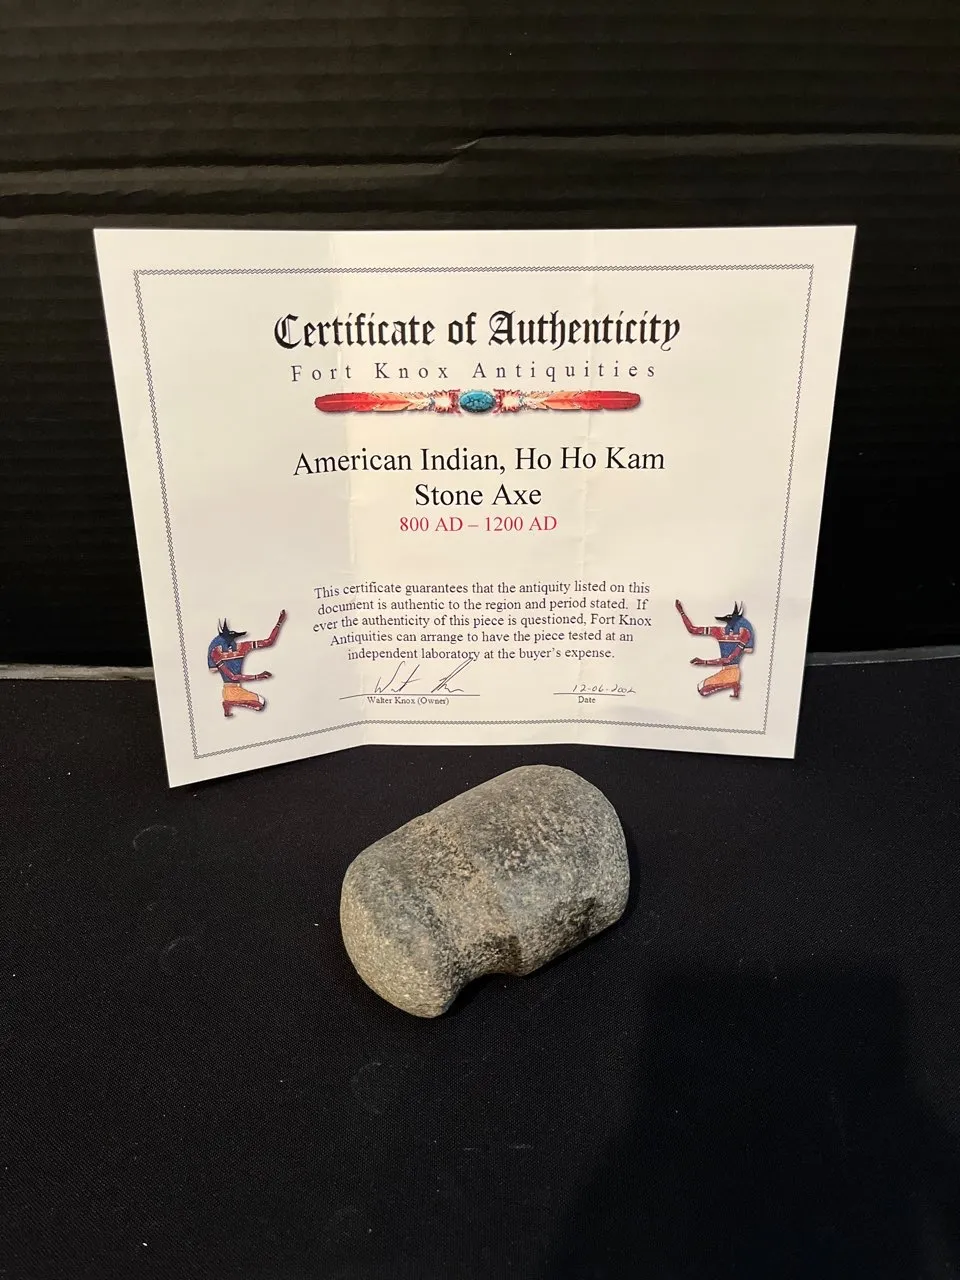 Certificate of Authenticity
Fort Knox Antiquities
American Indian, Ho Ho Kam
Stone Axe
800 AD – 1200 AD
This certificate guarantees that the antiquity listed on this
document is authentic to the region and period stated. If
ever the authenticity of this piece is questioned, Fort Knox
Antiquities can arrange to have the piece tested at an
independent laboratory at the buyer's expense.
Walter Knox (Owner)
Date